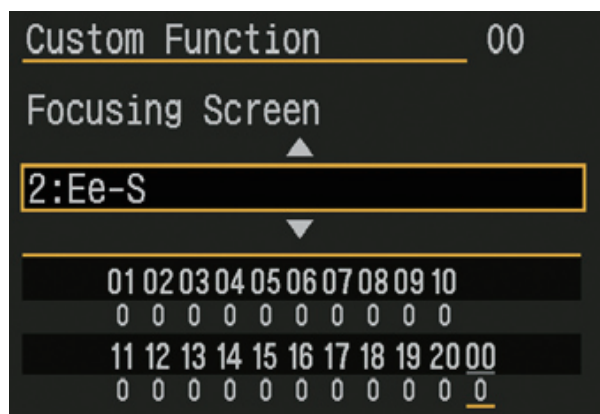 Custom Function 00
Focusing Screen
2:Ee-S
01 02 03 04 05 06 07 08 09 10
0 0 0 0 0 0 0 0 0 0
11 12 13 14 15 16 17 18 19 20 00
0 0 0 0 0 0 0 0 0 0 0